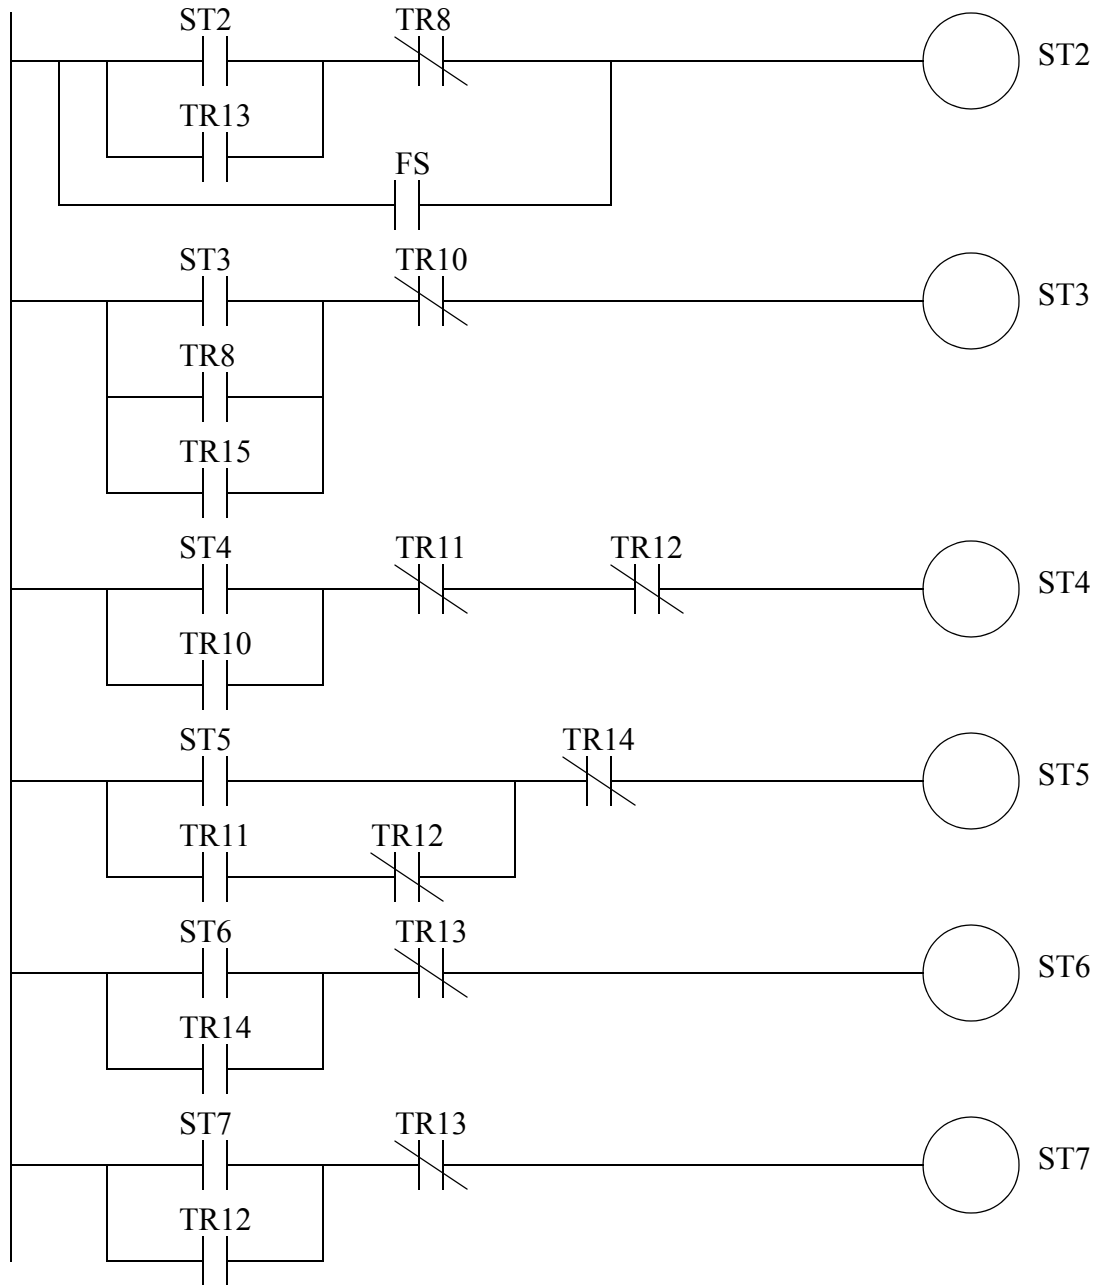 ST2 TR8
ST2
TR13
FS
ST3 TR10
ST3
TR8
TR15
ST4 TR11 TR12
ST4
TR10
ST5 TR14
ST5
TR11 TR12
ST6 TR13
ST6
TR14
ST7 TR13
ST7
TR12